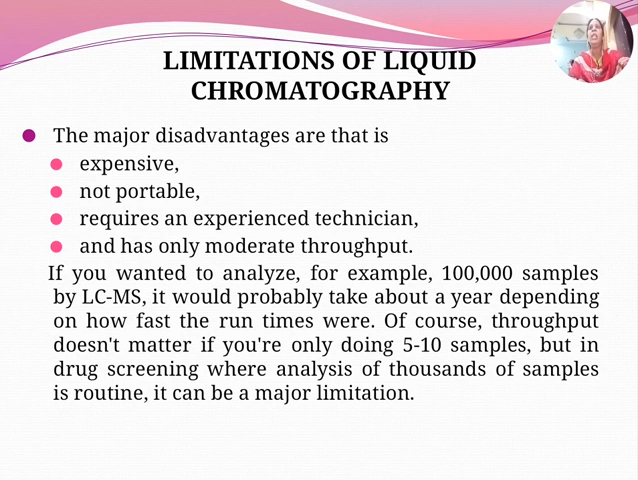 LIMITATIONS OF LIQUID
CHROMATOGRAPHY
The major disadvantages are that is
expensive,
not portable,
requires an experienced technician,
and has only moderate throughput.
If you wanted to analyze, for example, 100,000 samples
by LC-MS, it would probably take about a year depending
on how fast the run times were. Of course, throughput
doesn't matter if you're only doing 5-10 samples, but in
drug screening where analysis of thousands of samples
is routine, it can be a major limitation.